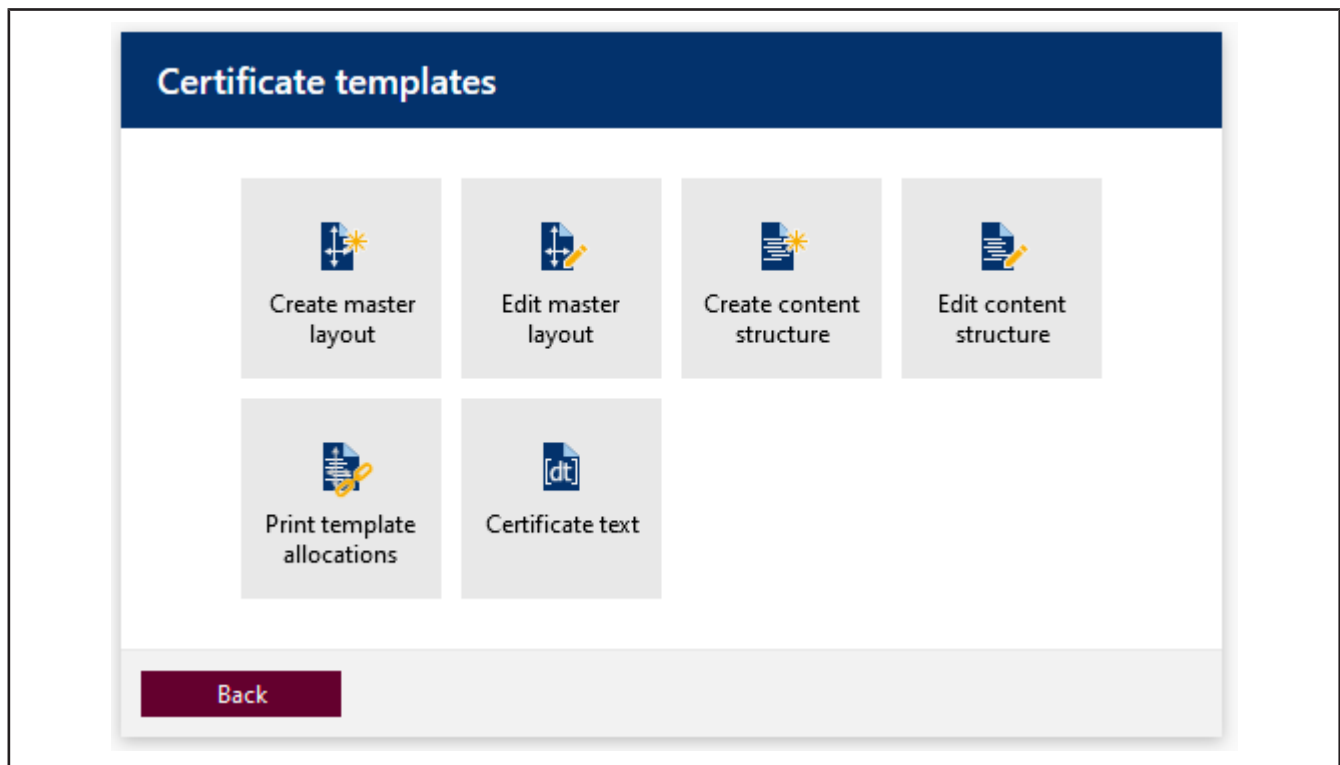 Certificate templates
Create master
layout
Edit master
layout
Create content
structure
Edit content
structure
Print template
allocations
[dt]
Certificate text
Back